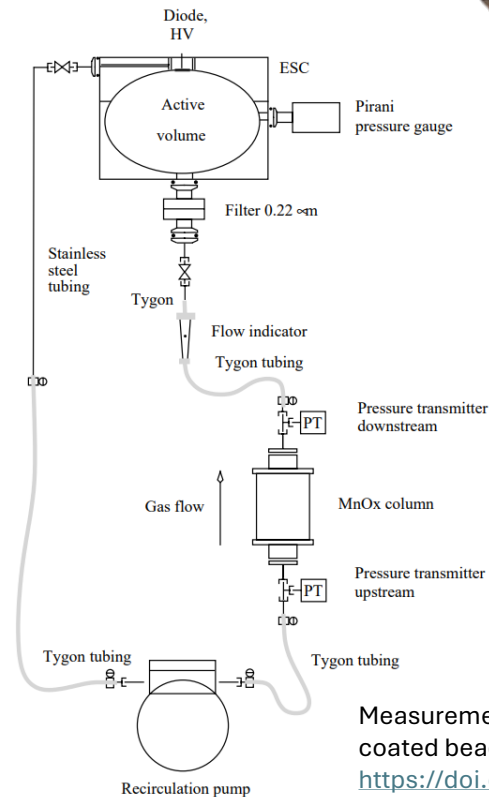 Diode,
HV
ESC
Active
volume
Pirani
pressure gauge
Filter 0.22 ∝m
Stainless
steel
tubing
Tygon
Flow indicator
Tygon tubing
PT
Pressure transmitter
downstream
Gas flow
MnOx column
PT
Pressure transmitter
upstream
Tygon tubing
Tygon tubing
Recirculation pump
Measureme
coated bea
https://doi.